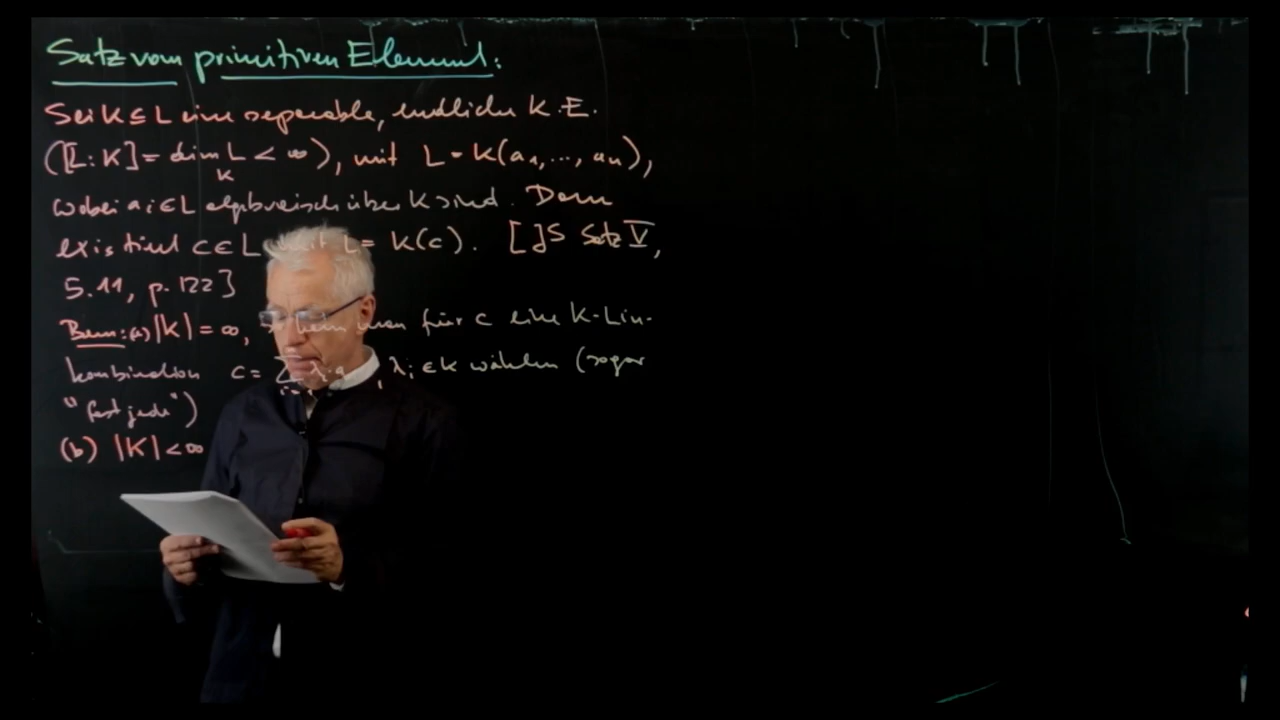 Satz vom primitiven Element:
Sei K ⊆ L eine separable, endliche K.E.
([L:K] = dim_K L < ∞), mit L = K(a₁, ..., aₙ),
wobei aᵢ ∈ L algebraisch über K sind. Dann
existiert c ∈ L mit L = K(c). [JS Satz V,
5.11, p. 122]
Bem: (a) |K| = ∞, kann man für c eine K-Lin-
kombination c = Σ λᵢ a, λᵢ ∈ K wählen (sogar
"fast jede")
(b) |K| < ∞